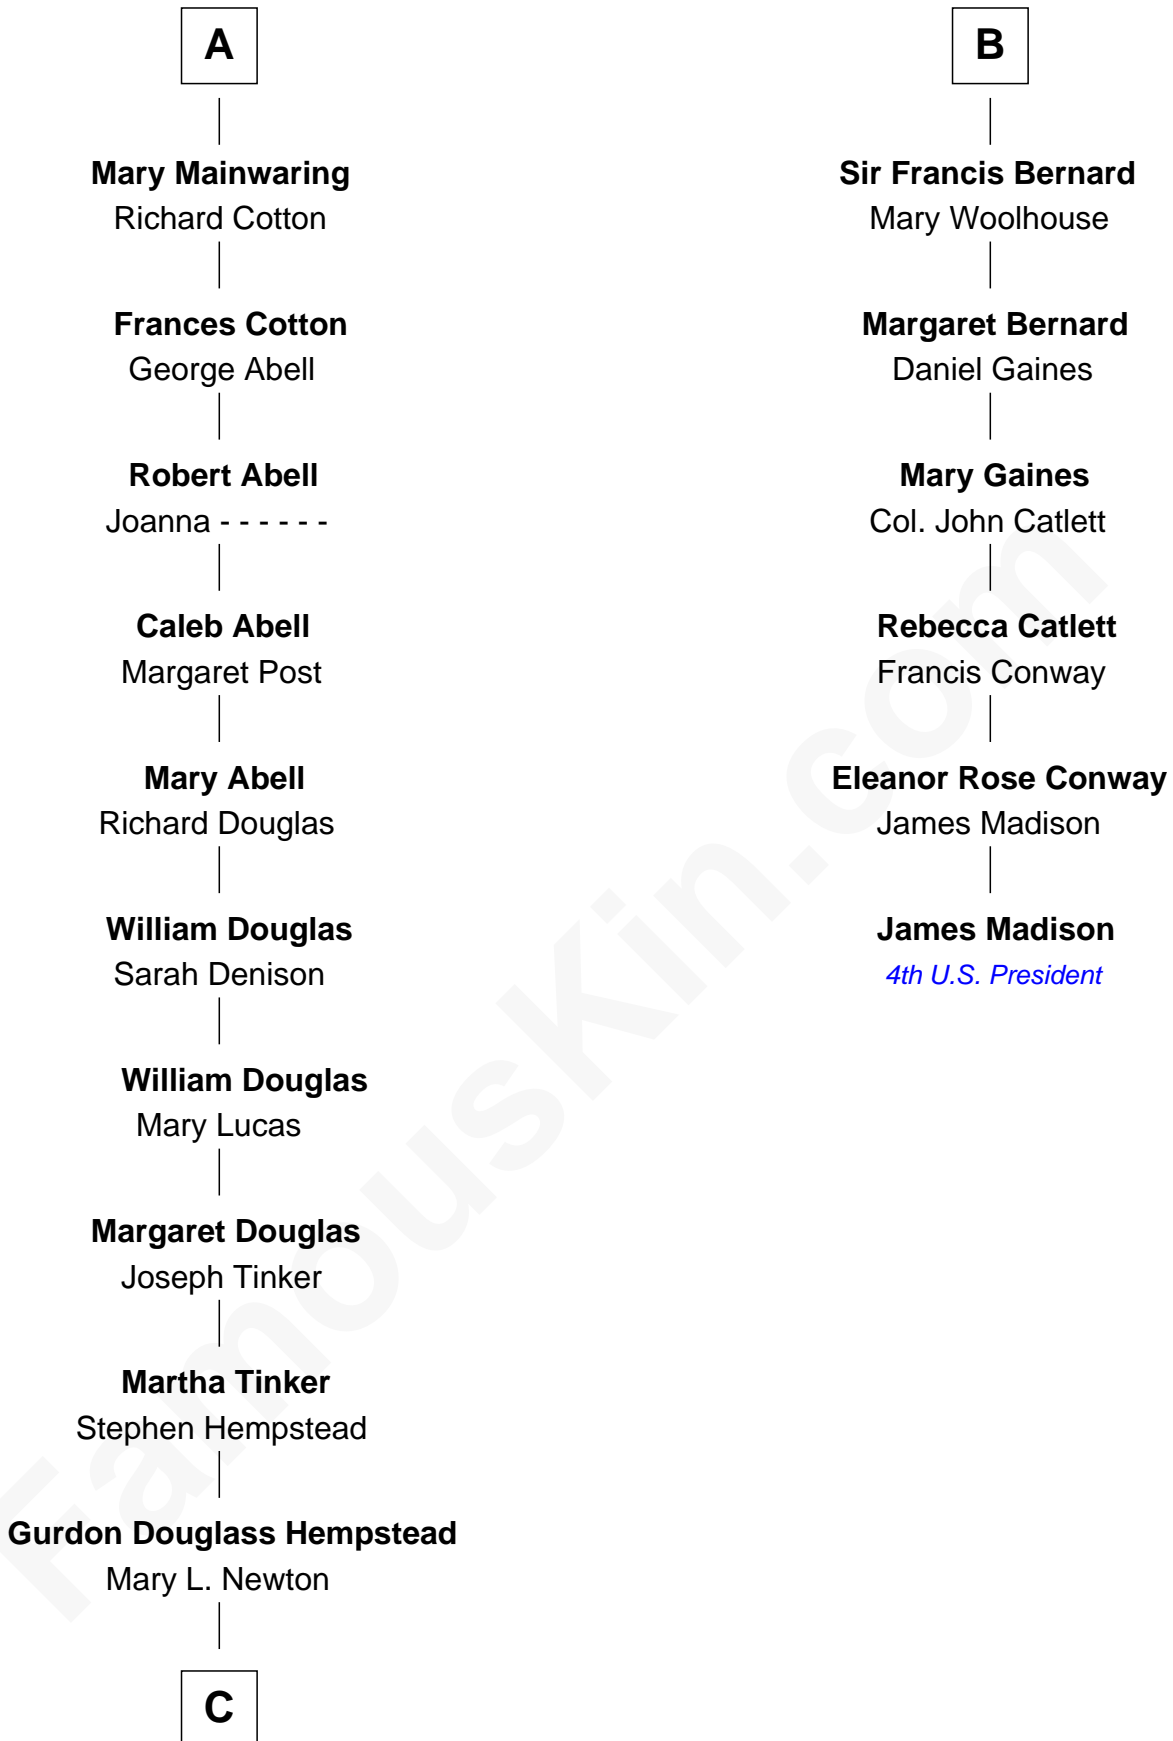 A
Mary Mainwaring
Richard Cotton
Frances Cotton
George Abell
Robert Abell
Joanna - - - - - -
Caleb Abell
Margaret Post
Mary Abell
Richard Douglas
William Douglas
Sarah Denison
William Douglas
Mary Lucas
Margaret Douglas
Joseph Tinker
Martha Tinker
Stephen Hempstead
Gurdon Douglass Hempstead
Mary L. Newton
C
B
Sir Francis Bernard
Mary Woolhouse
Margaret Bernard
Daniel Gaines
Mary Gaines
Col. John Catlett
Rebecca Catlett
Francis Conway
Eleanor Rose Conway
James Madison
James Madison
4th U.S. President
FamousKin.com